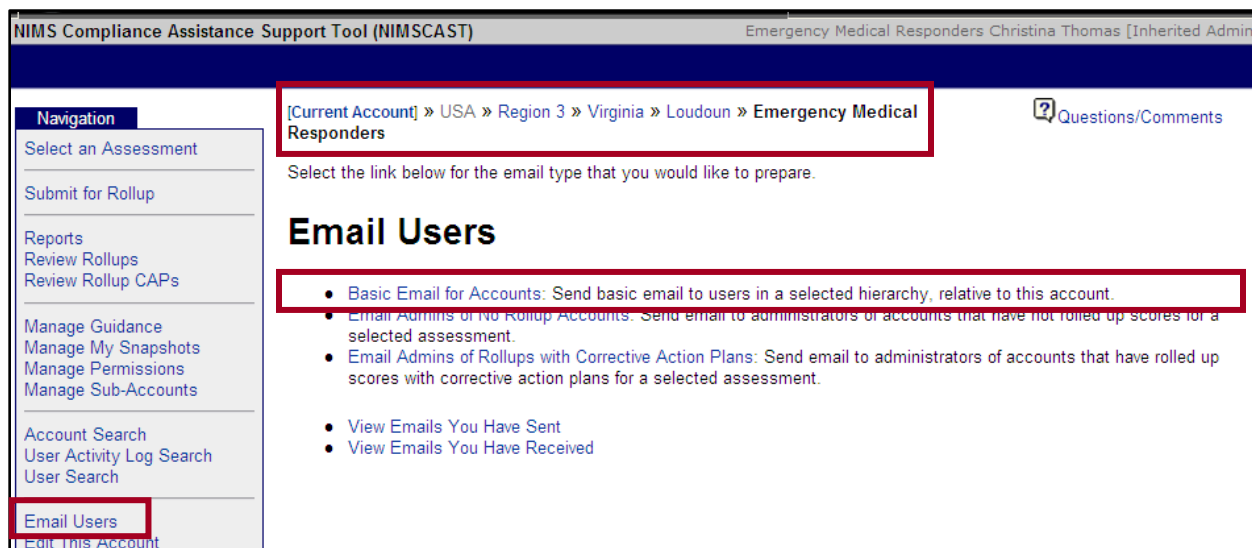 NIMS Compliance Assistance Support Tool (NIMSCAST)
Emergency Medical Responders Christina Thomas [Inherited Admin
Navigation
Select an Assessment
Submit for Rollup
Reports
Review Rollups
Review Rollup CAPs
Manage Guidance
Manage My Snapshots
Manage Permissions
Manage Sub-Accounts
Account Search
User Activity Log Search
User Search
Email Users
Edit This Account
[Current Account] » USA » Region 3 » Virginia » Loudoun » Emergency Medical
Responders
Questions/Comments
Select the link below for the email type that you would like to prepare.
Email Users
Basic Email for Accounts: Send basic email to users in a selected hierarchy, relative to this account.
Email Admins of No Rollup Accounts: Send email to administrators of accounts that have not rolled up scores for a
selected assessment.
Email Admins of Rollups with Corrective Action Plans: Send email to administrators of accounts that have rolled up
scores with corrective action plans for a selected assessment.
View Emails You Have Sent
View Emails You Have Received